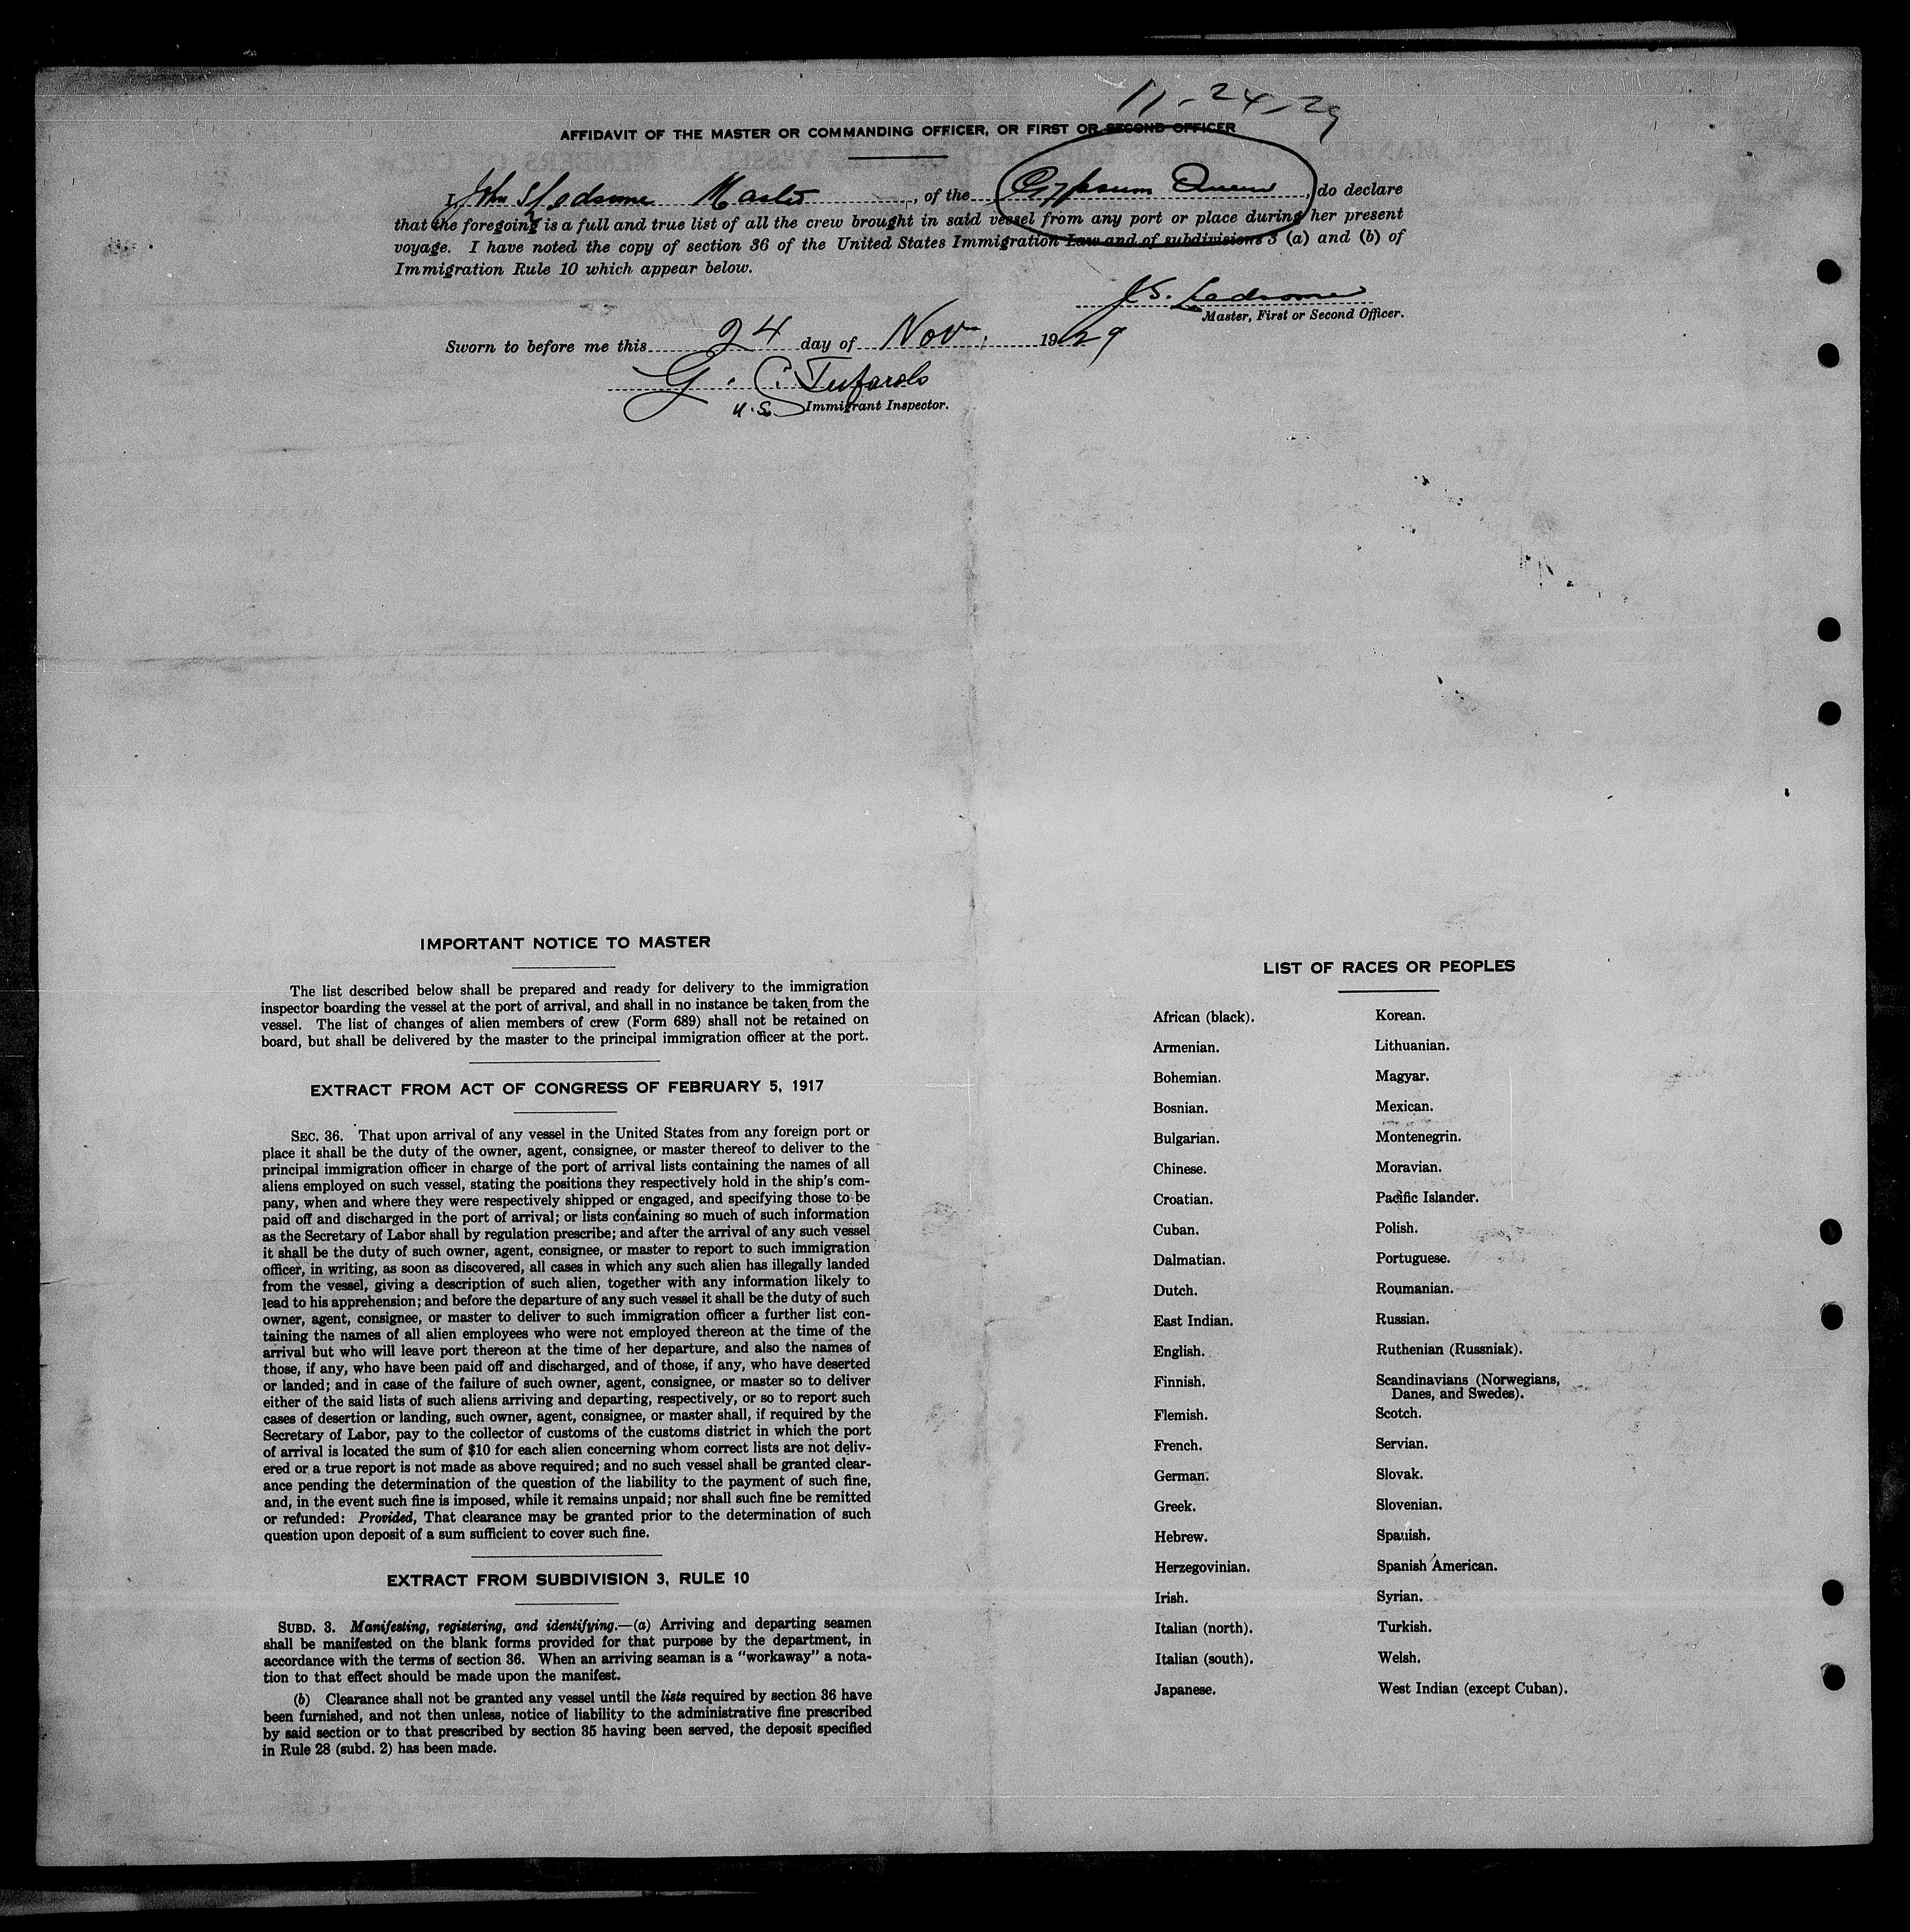 11-24-29
AFFIDAVIT OF THE MASTER OR COMMANDING OFFICER, OR FIRST OR SECOND OFFICER
I, John S Ledsome Master, of the Gypsum Queen, do declare
that the foregoing is a full and true list of all the crew brought in said vessel from any port or place during her present
voyage. I have noted the copy of section 36 of the United States Immigration Law and of subdivisions 3 (a) and (b) of
Immigration Rule 10 which appear below.
J.S.
Master, First or Second Officer.
Sworn to before me this 24 day of Nov. 1929
G. C. Tufarolo
U.S. Immigrant Inspector.
IMPORTANT NOTICE TO MASTER
The list described below shall be prepared and ready for delivery to the immigration
inspector boarding the vessel at the port of arrival, and shall in no instance be taken from the
vessel. The list of changes of alien members of crew (Form 689) shall not be retained on
board, but shall be delivered by the master to the principal immigration officer at the port.
EXTRACT FROM ACT OF CONGRESS OF FEBRUARY 5, 1917
SEC. 36. That upon arrival of any vessel in the United States from any foreign port or
place it shall be the duty of the owner, agent, consignee, or master thereof to deliver to the
principal immigration officer in charge of the port of arrival lists containing the names of all
aliens employed on such vessel, stating the positions they respectively hold in the ship's com-
pany, when and where they were respectively shipped or engaged, and specifying those to be
paid off and discharged in the port of arrival; or lists containing so much of such information
as the Secretary of Labor shall by regulation prescribe; and after the arrival of any such vessel
it shall be the duty of such owner, agent, consignee, or master to report to such immigration
officer, in writing, as soon as discovered, all cases in which any such alien has illegally landed
from the vessel, giving a description of such alien, together with any information likely to
lead to his apprehension; and before the departure of any such vessel it shall be the duty of such
owner, agent, consignee, or master to deliver to such immigration officer a further list con-
taining the names of all alien employees who were not employed thereon at the time of the
arrival but who will leave port thereon at the time of her departure, and also the names of
those, if any, who have been paid off and discharged, and of those, if any, who have deserted
or landed; and in case of the failure of such owner, agent, consignee, or master so to deliver
either of the said lists of such aliens arriving and departing, respectively, or so to report such
cases of desertion or landing, such owner, agent, consignee, or master shall, if required by the
Secretary of Labor, pay to the collector of customs of the customs district in which the port
of arrival is located the sum of $10 for each alien concerning whom correct lists are not deliv-
ered or a true report is not made as above required; and no such vessel shall be granted clear-
ance pending the determination of the question of the liability to the payment of such fine,
and, in the event such fine is imposed, while it remains unpaid; nor shall such fine be remitted
or refunded: Provided, That clearance may be granted prior to the determination of such
question upon deposit of a sum sufficient to cover such fine.
EXTRACT FROM SUBDIVISION 3, RULE 10
SUBD. 3. Manifesting, registering, and identifying.—(a) Arriving and departing seamen
shall be manifested on the blank forms provided for that purpose by the department, in
accordance with the terms of section 36. When an arriving seaman is a "workaway" a nota-
tion to that effect should be made upon the manifest.
(b) Clearance shall not be granted any vessel until the lists required by section 36 have
been furnished, and not then unless, notice of liability to the administrative fine prescribed
by said section or to that prescribed by section 35 having been served, the deposit specified
in Rule 28 (subd. 2) has been made.
LIST OF RACES OR PEOPLES
African (black).
Armenian.
Bohemian.
Bosnian.
Bulgarian.
Chinese.
Croatian.
Cuban.
Dalmatian.
Dutch.
East Indian.
English.
Finnish.
Flemish.
French.
German.
Greek.
Hebrew.
Herzegovinian.
Irish.
Italian (north).
Italian (south).
Japanese.
Korean.
Lithuanian.
Magyar.
Mexican.
Montenegrin.
Moravian.
Pacific Islander.
Polish.
Portuguese.
Roumanian.
Russian.
Ruthenian (Russniak).
Scandinavians (Norwegians,
Danes, and Swedes).
Scotch.
Servian.
Slovak.
Slovenian.
Spanish.
Spanish American.
Syrian.
Turkish.
Welsh.
West Indian (except Cuban).